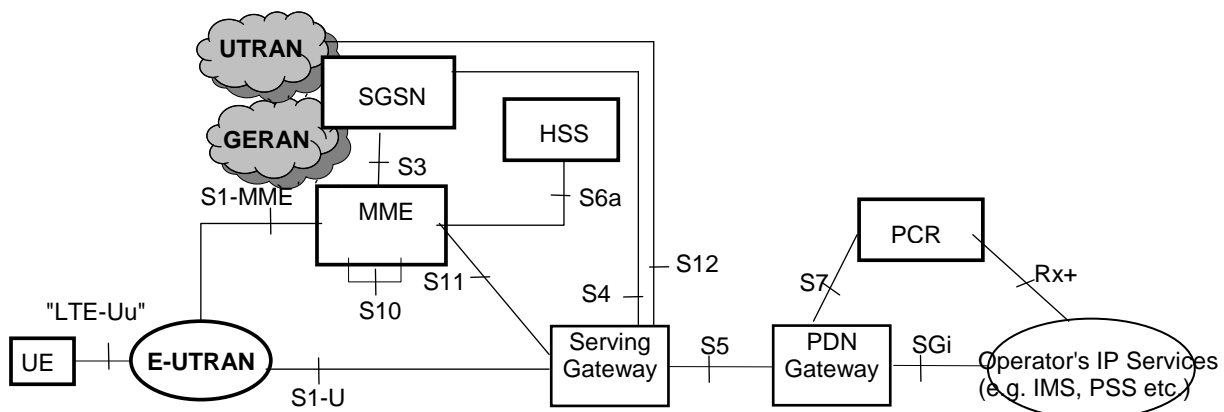 UTRAN
SGSN
GERAN
HSS
S3
S1-MME
S6a
MME
PCR
S11
S12
S10
S4
S7
Rx+
"LTE-Uu"
UE
E-UTRAN
Serving
Gateway
S5
PDN
Gateway
SGi
Operator's IP Services
(e.g. IMS, PSS etc.)
S1-U